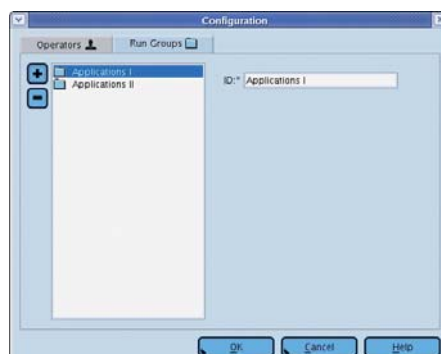 Configuration
Operators Run Groups
Applications I
Applications II
ID:* Applications I
OK Cancel Help